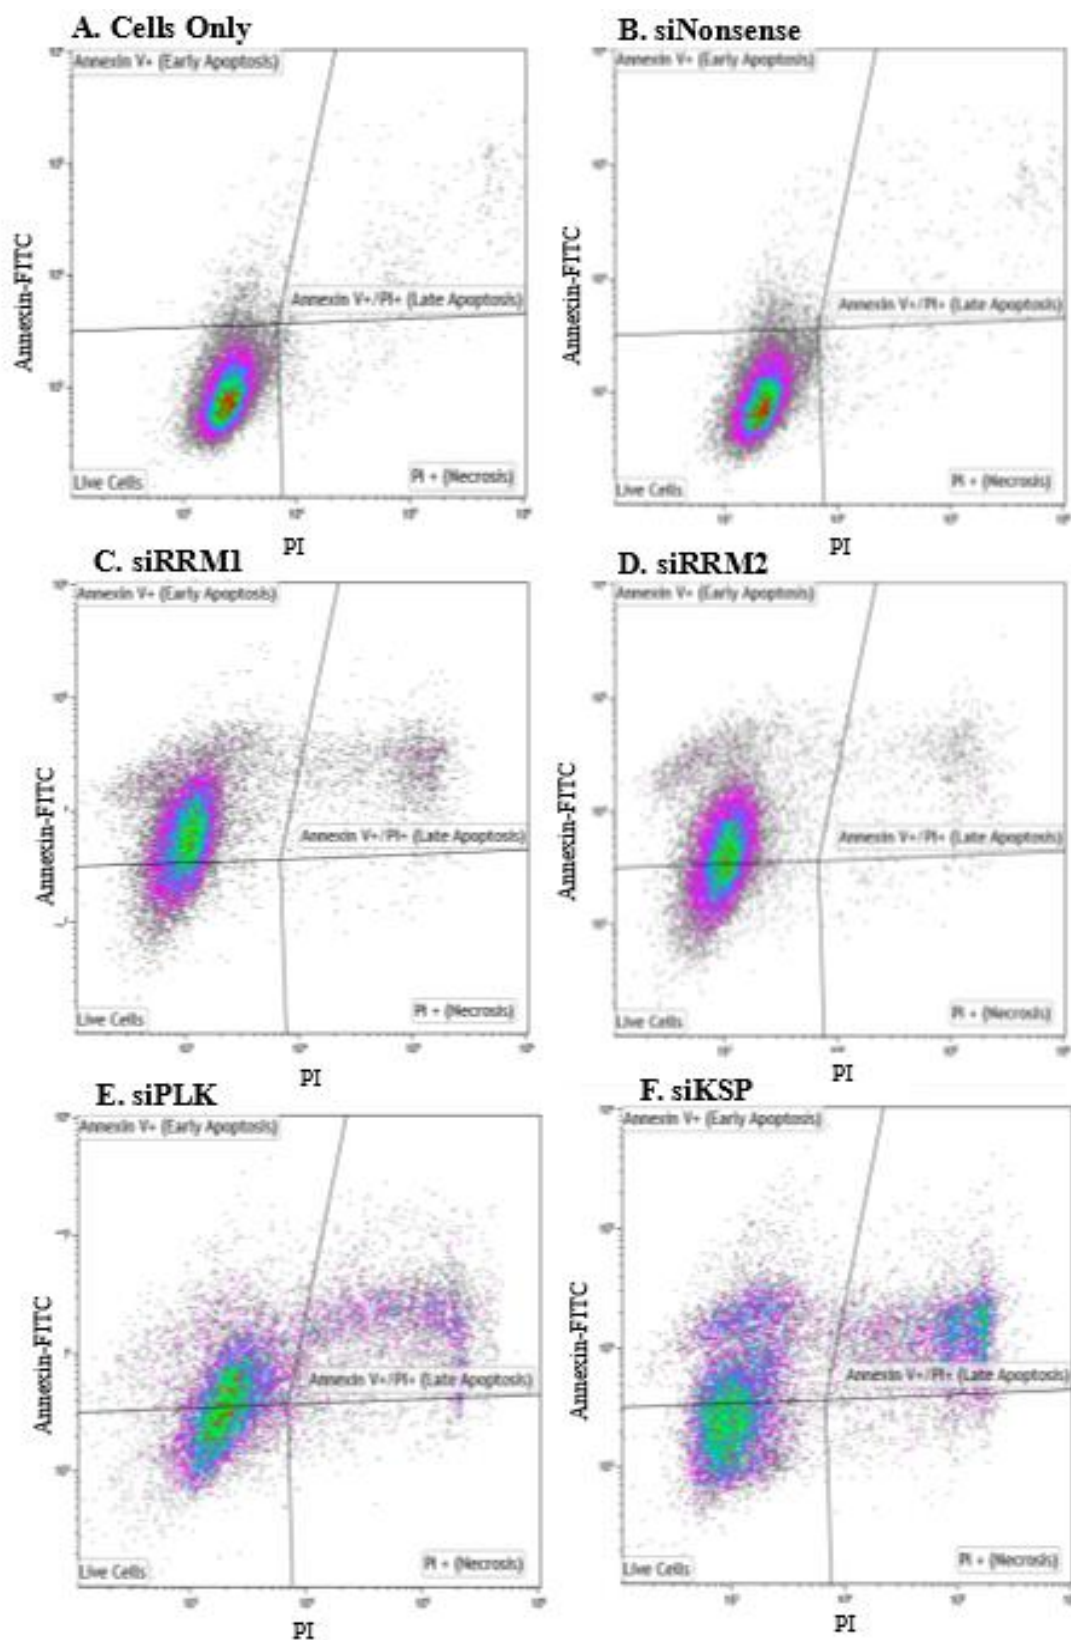 A. Cells Only
B. siNonsense
Annexin V+ (Early Apoptosis)
Annexin V+ (Early Apoptosis)
Annexin-FITC
Annexin-FITC
Annexin V+/PI+ (Late Apoptosis)
Annexin V+/PI+ (Late Apoptosis)
Live Cells
PI + (Necrosis)
Live Cells
PI + (Necrosis)
PI
PI
C. siRRM1
D. siRRM2
Annexin V+ (Early Apoptosis)
Annexin V+ (Early Apoptosis)
Annexin-FITC
Annexin-FITC
Annexin V+/PI+ (Late Apoptosis)
Annexin V+/PI+ (Late Apoptosis)
Live Cells
PI + (Necrosis)
Live Cells
PI + (Necrosis)
PI
PI
E. siPLK
F. siKSP
Annexin V+ (Early Apoptosis)
Annexin V+ (Early Apoptosis)
Annexin-FITC
Annexin-FITC
Annexin V+/PI+ (Late Apoptosis)
Annexin V+/PI+ (Late Apoptosis)
Live Cells
PI + (Necrosis)
Live Cells
PI + (Necrosis)
PI
PI